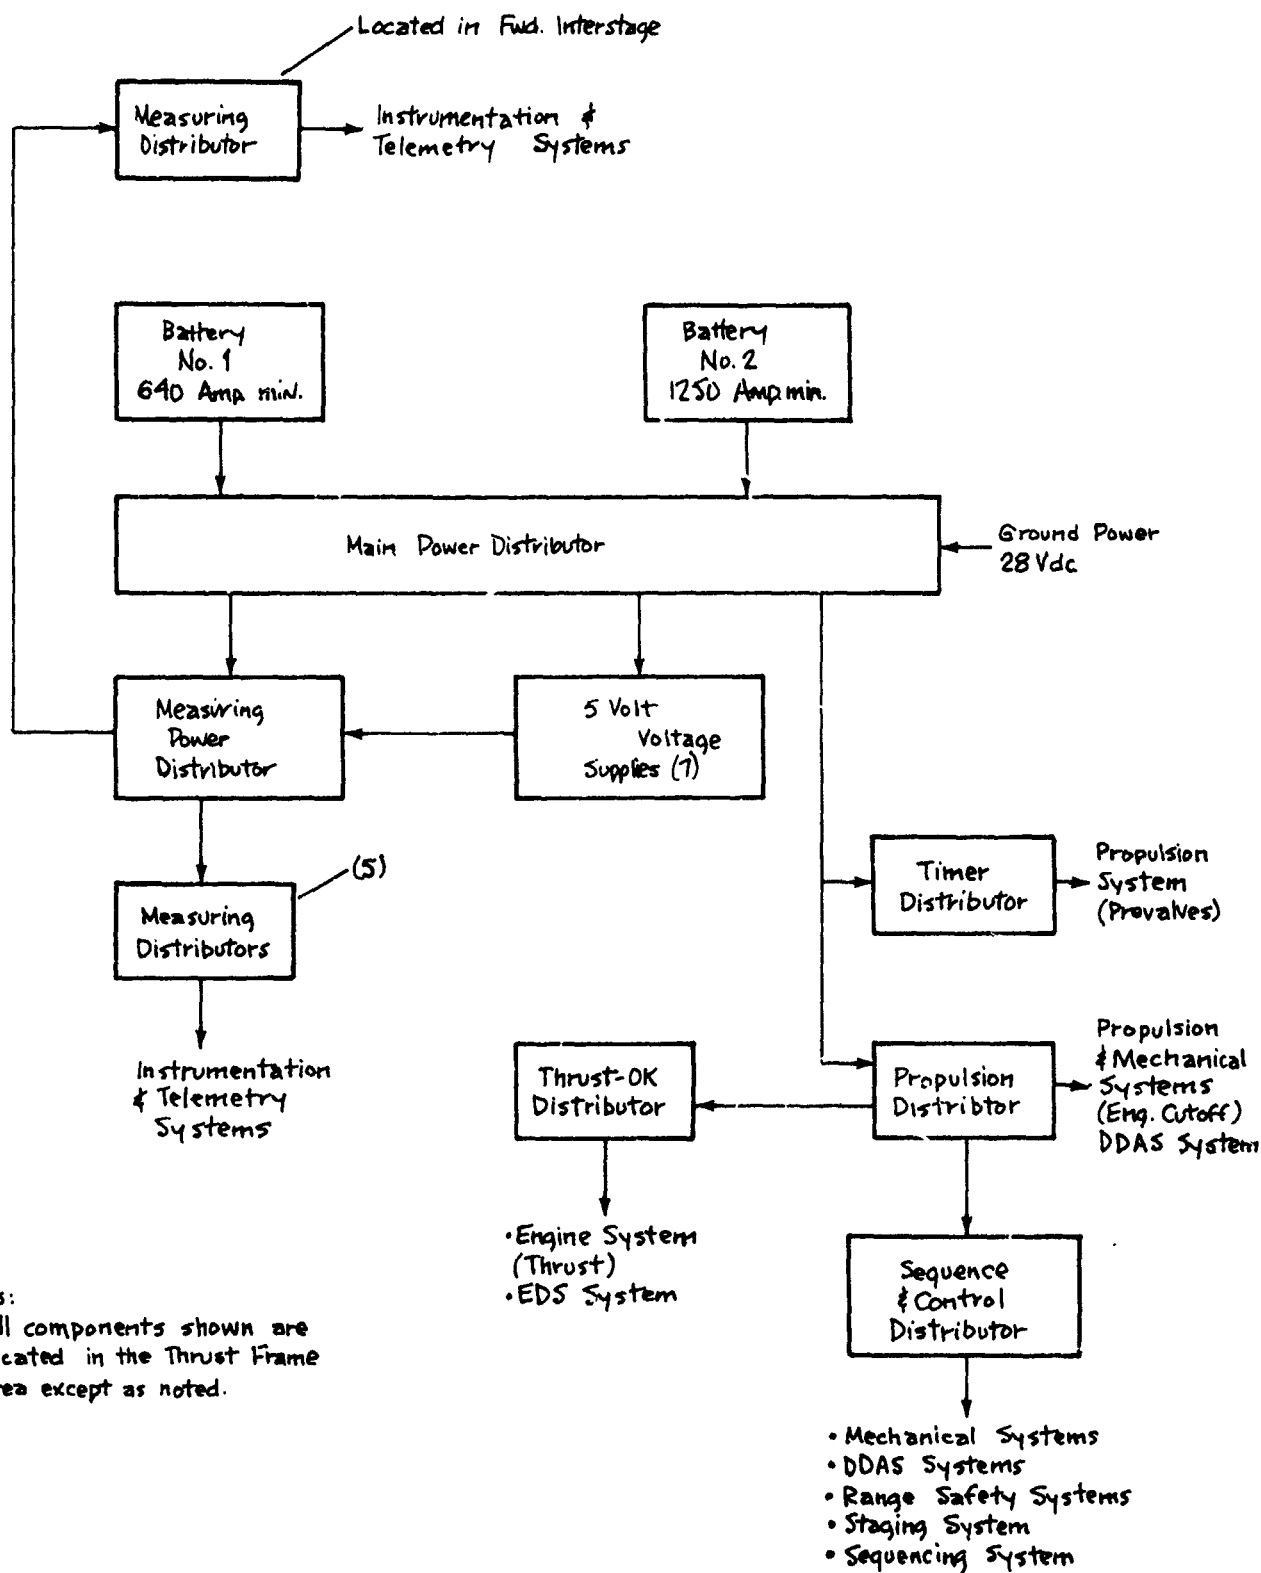 Located in Fwd. Interstage
Measuring
Distributor
Instrumentation &
Telemetry Systems
Battery
No. 1
640 Amp min.
Battery
No. 2
1250 Amp.min.
Main Power Distributor
Ground Power
28 Vdc
Measuring
Power
Distributor
5 Volt
Voltage
Supplies (7)
(5)
Measuring
Distributors
Instrumentation
& Telemetry
Systems
Timer
Distributor
Propulsion
System
(Prevalves)
Thrust-OK
Distributor
Propulsion
Distribtor
Propulsion
& Mechanical
Systems
(Eng. Cutoff)
DDAS System
• Engine System
(Thrust)
• EDS System
Sequence
& Control
Distributor
s:
ll components shown are
cated in the Thrust Frame
rea except as noted.
• Mechanical Systems
• DDAS Systems
• Range Safety Systems
• Staging System
• Sequencing System